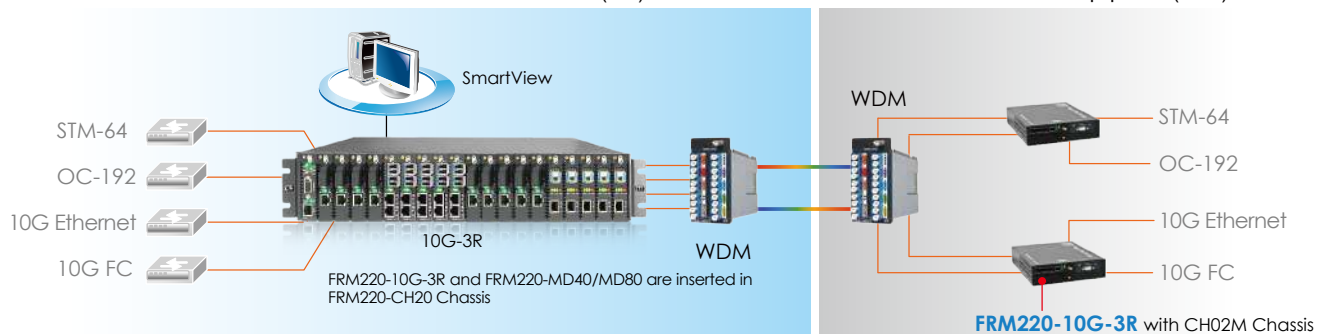 SmartView
STM-64
OC-192
10G Ethernet
10G FC
10G-3R
FRM220-10G-3R and FRM220-MD40/MD80 are inserted in
FRM220-CH20 Chassis
WDM
WDM
STM-64
OC-192
10G Ethernet
10G FC
FRM220-10G-3R with CH02M Chassis